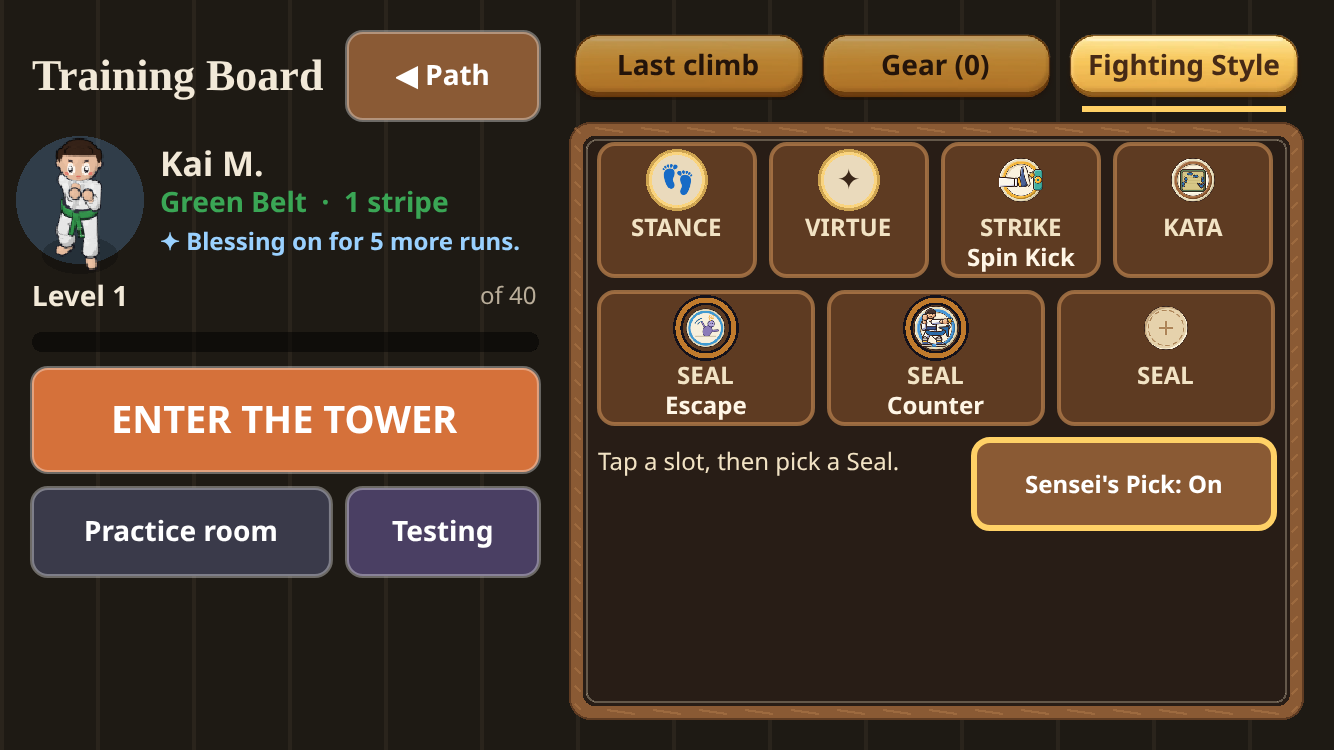 Training Board
◀ Path
Kai M.
Green Belt · 1 stripe
✦ Blessing on for 5 more runs.
Level 1
of 40
ENTER THE TOWER
Practice room
Testing
Last climb
Gear (0)
Fighting Style
STANCE
VIRTUE
STRIKE
Spin Kick
KATA
SEAL
Escape
SEAL
Counter
SEAL
Tap a slot, then pick a Seal.
Sensei's Pick: On